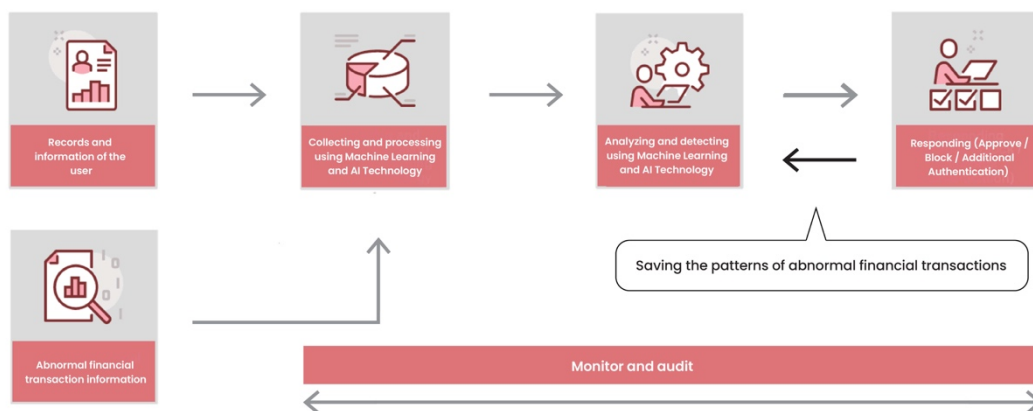 Records and
information of the
user
Collecting and processing
using Machine Learning
and AI Technology
Analyzing and detecting
using Machine Learning
and AI Technology
Responding (Approve /
Block / Additional
Authentication)
Saving the patterns of abnormal financial transactions
Abnormal financial
transaction information
Monitor and audit